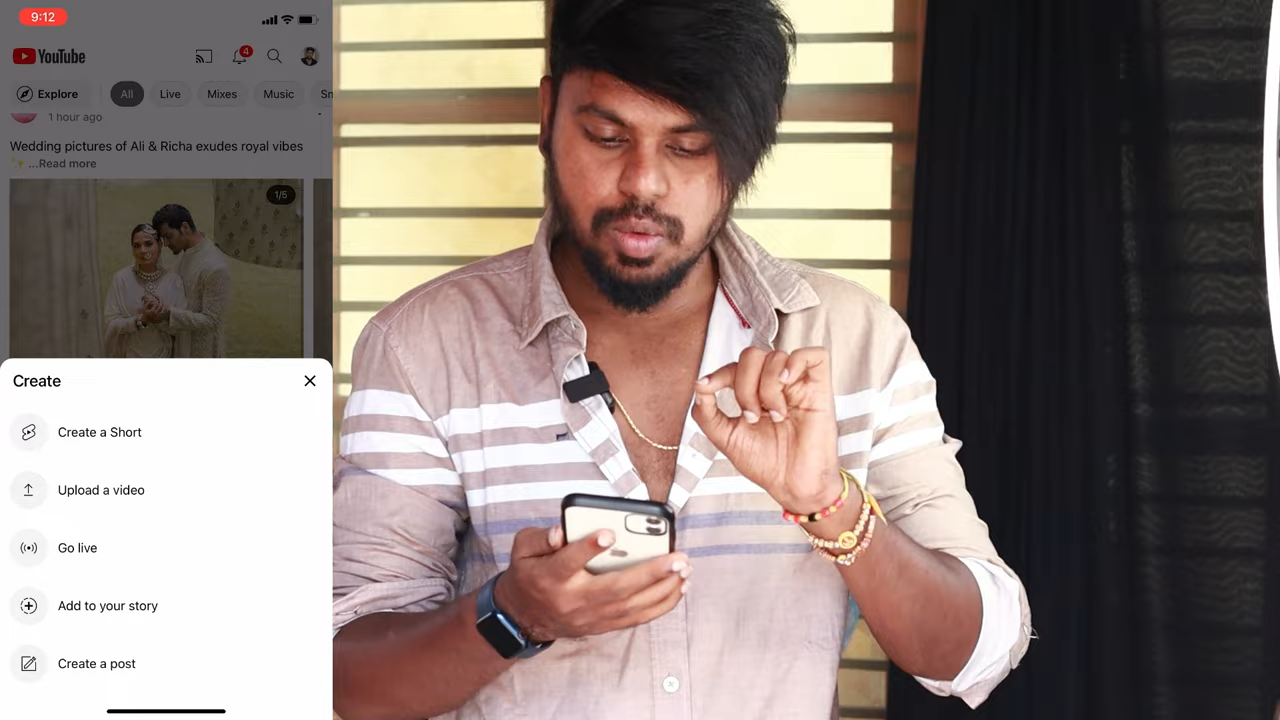 9:12
YouTube
4
Explore
All
Live
Mixes
Music
1 hour ago
Wedding pictures of Ali & Richa exudes royal vibes
✨ ...Read more
1/5
Create
Create a Short
Upload a video
Go live
Add to your story
Create a post